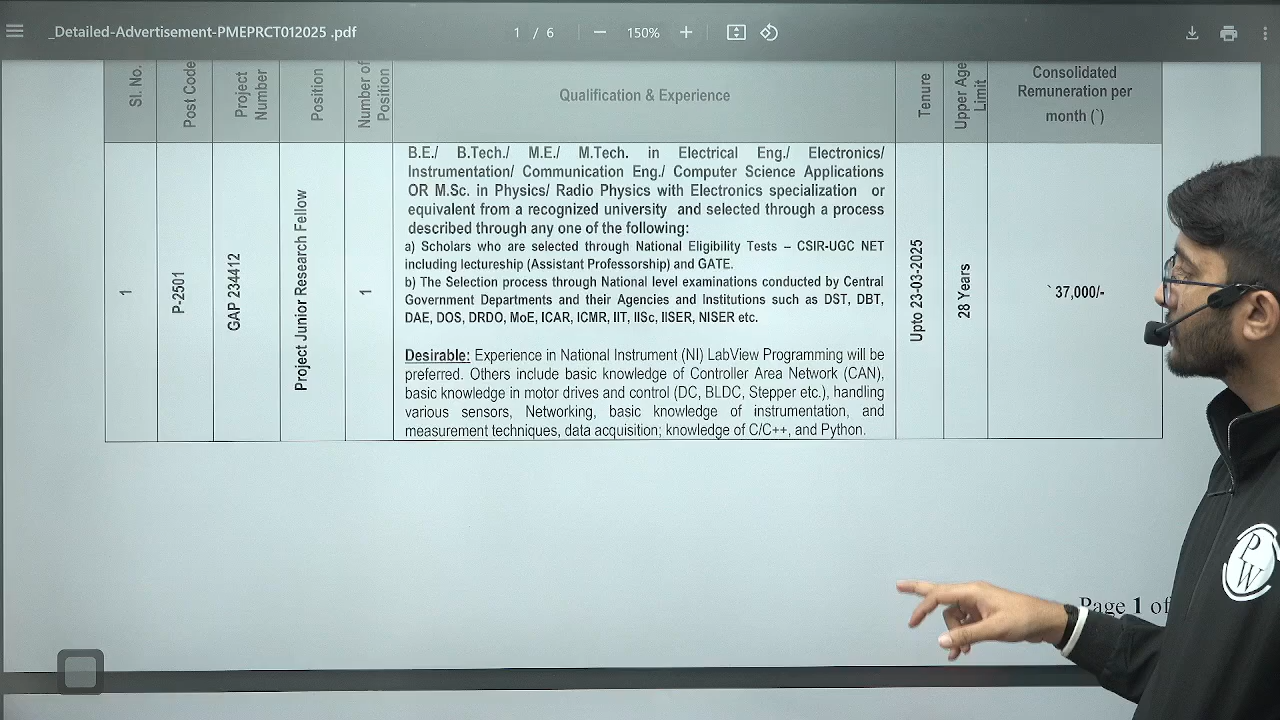 _Detailed-Advertisement-PMEPRCT012025 .pdf
1 / 6
150%
Sl. No.
Post Code
Project
Number
Position
Number of
Position
Qualification & Experience
Tenure
Upper Age
Limit
Consolidated
Remuneration per
month (`)
1
P-2501
GAP 234412
Project Junior Research Fellow
1
B.E./ B.Tech./ M.E./ M.Tech. in Electrical Eng./ Electronics/
Instrumentation/ Communication Eng./ Computer Science Applications
OR M.Sc. in Physics/ Radio Physics with Electronics specialization or
equivalent from a recognized university and selected through a process
described through any one of the following:
a) Scholars who are selected through National Eligibility Tests – CSIR-UGC NET
including lectureship (Assistant Professorship) and GATE.
b) The Selection process through National level examinations conducted by Central
Government Departments and their Agencies and Institutions such as DST, DBT,
DAE, DOS, DRDO, MoE, ICAR, ICMR, IIT, IISc, IISER, NISER etc.
Desirable: Experience in National Instrument (NI) LabView Programming will be
preferred. Others include basic knowledge of Controller Area Network (CAN),
basic knowledge in motor drives and control (DC, BLDC, Stepper etc.), handling
various sensors, Networking, basic knowledge of instrumentation, and
measurement techniques, data acquisition; knowledge of C/C++, and Python.
Upto 23-03-2025
28 Years
` 37,000/-
Page 1 of
P
W